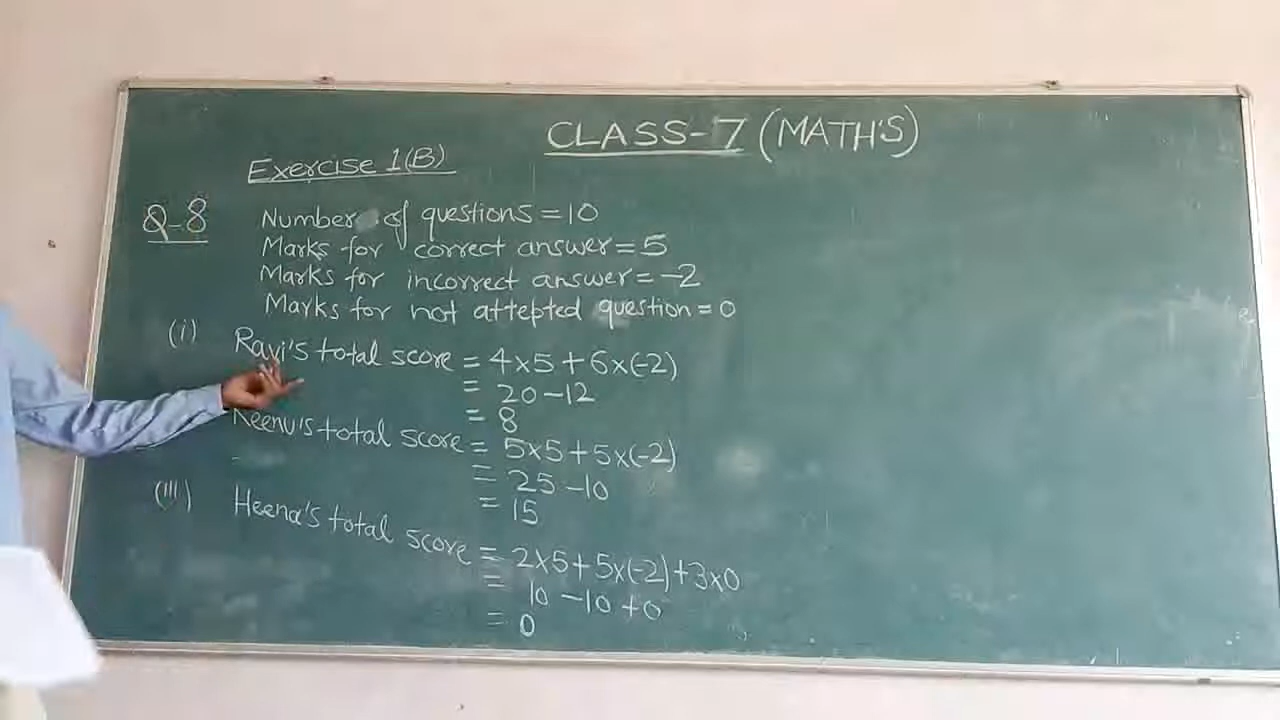 CLASS-7 (MATH'S)
Exercise 1(B)
Q-8 Number of questions = 10
Marks for correct answer = 5
Marks for incorrect answer = -2
Marks for not attepted question = 0
(i) Ravi's total score = 4×5+6×(-2)
= 20-12
= 8
Reenu's total score = 5×5+5×(-2)
= 25-10
= 15
(iii) Heena's total score = 2×5+5×(-2)+3×0
= 10-10+0
= 0